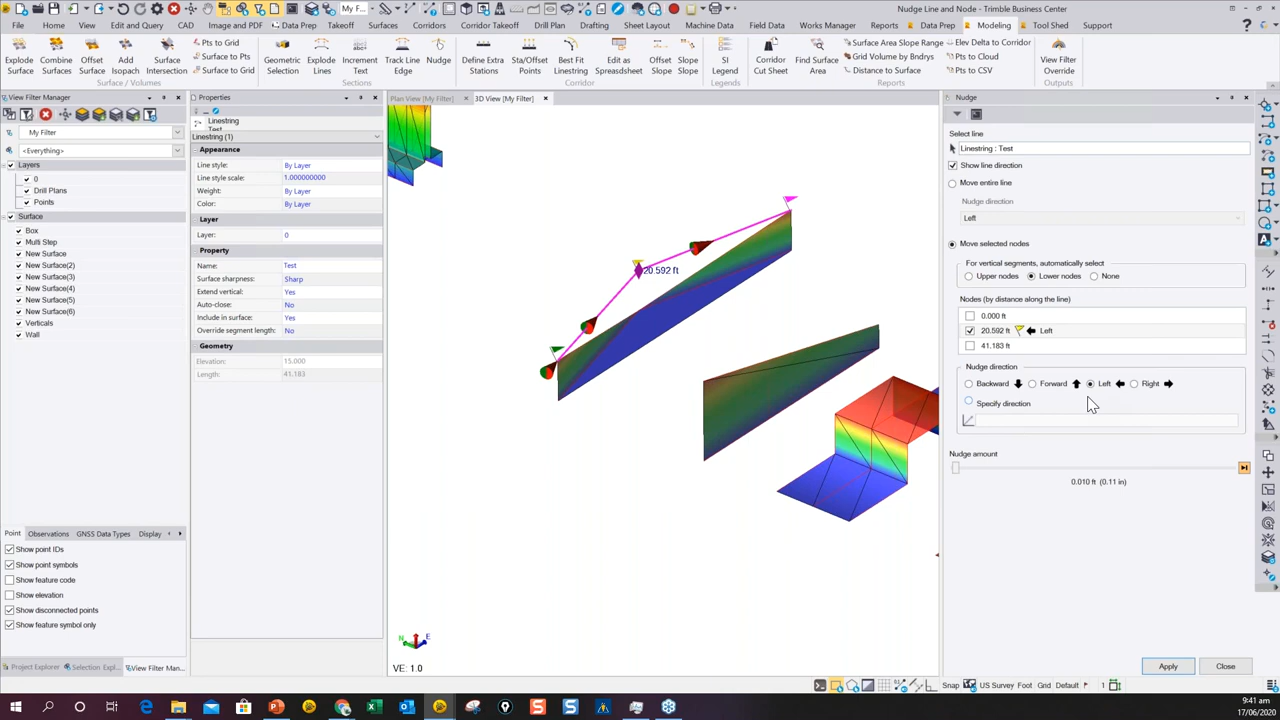 My F...
Nudge Line and Node - Trimble Business Center
File Home View Edit and Query CAD Image and PDF Data Prep Takeoff Surfaces Corridors Corridor Takeoff Drill Plan Drafting Sheet Layout Machine Data Field Data Works Manager Reports Data Prep Modeling Tool Shed Support
Explode Surface
Combine Surfaces
Offset Surface
Add Isopach
Surface Intersection
Pts to Grid
Surface to Pts
Surface to Grid
Surface / Volumes
Geometry Selection
Explode Lines
Increment Text
Track Line Edge
Nudge
Define Extra Stations
Sta/Offset Points
Best Fit Linestring
Edit as Spreadsheet
Offset Slope
Slope Slope
Corridor
SI Legend
Legends
Corridor Cut Sheet
Find Surface Area
Surface Area Slope Range
Grid Volume by Bndrys
Distance to Surface
Reports
Elev Delta to Corridor
Pts to Cloud
Pts to CSV
View Filter Override
Outputs
View Filter Manager
My Filter
<Everything>
Layers
0
Drill Plans
Points
Surface
Box
Multi Step
New Surface
New Surface(2)
New Surface(3)
New Surface(4)
New Surface(5)
New Surface(6)
Verticals
Wall
Point Observations GNSS Data Types Display
Show point IDs
Show point symbols
Show feature code
Show elevation
Show disconnected points
Show feature symbol only
Project Explorer Selection Expl... View Filter Man...
Properties
Linestring
Test
Linestring (1)
Appearance
Line style: By Layer
Line style scale: 1.000000000
Weight: By Layer
Color: By Layer
Layer
Layer: 0
Property
Name: Test
Surface sharpness: Sharp
Extend vertical: Yes
Auto-close: No
Include in surface: Yes
Override segment length: No
Geometry
Elevation: 15.000
Length: 41.183
Plan View [My Filter] 3D View [My Filter]
20.592 ft
N E
VE: 1.0
Nudge
Select line
Linestring : Test
Show line direction
Move entire line
Nudge direction
Left
Move selected nodes
For vertical segments, automatically select
Upper nodes Lower nodes None
Nodes (by distance along the line)
0.000 ft
20.592 ft Left
41.183 ft
Nudge direction
Backward Forward Left Right
Specify direction
Nudge amount
0.010 ft (0.11 in)
Apply Close
Snap US Survey Foot Grid Default 1
9:41 am
17/06/2020